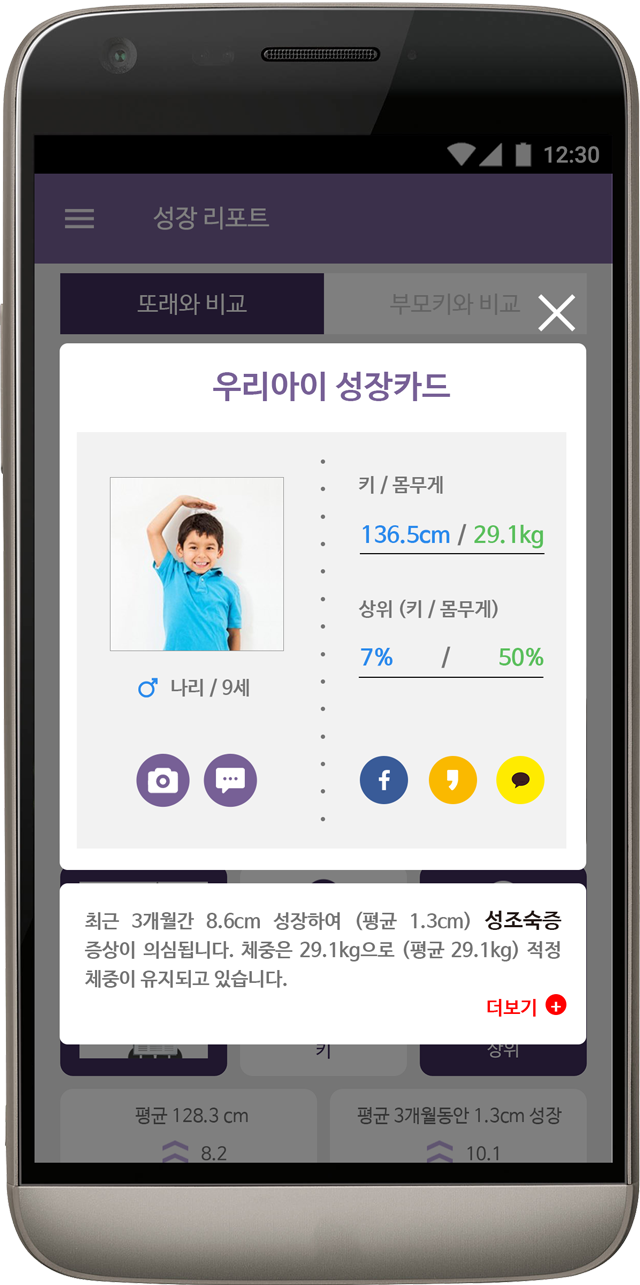 12:30
성장 리포트
또래와 비교
부모키와 비교
우리아이 성장카드
키 / 몸무게
136.5cm / 29.1kg
상위 (키 / 몸무게)
7% / 50%
나리 / 9세
최근 3개월간 8.6cm 성장하여 (평균 1.3cm) 성조숙증
증상이 의심됩니다. 체중은 29.1kg으로 (평균 29.1kg) 적정
체중이 유지되고 있습니다.
더보기
키
상위
평균 128.3 cm
평균 3개월동안 1.3cm 성장
8.2
10.1